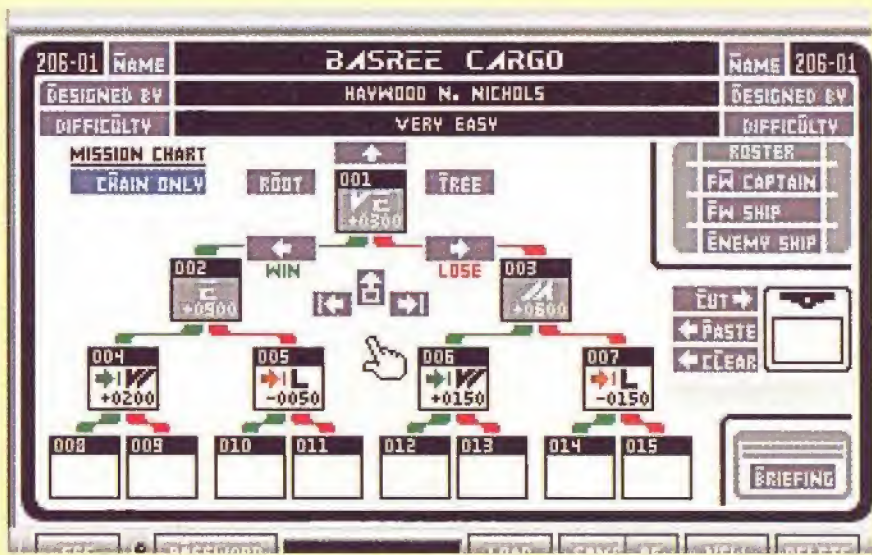 206-01 NAME BASREE CARGO NAME 206-01
DESIGNED BY HAYWOOD N. NICHOLS DESIGNED BY
DIFFICULTY VERY EASY DIFFICULTY
MISSION CHART
CHAIN ONLY
ROOT
001
VE
+0300
TREE
ROSTER
FW CAPTAIN
FW SHIP
ENEMY SHIP
WIN
LOSE
002
E
+0900
003
M
+0600
CUT
PASTE
CLEAR
004
W
+0200
005
L
-0050
006
W
+0150
007
L
-0150
008 009 010 011 012 013 014 015
BRIEFING
PASSWORD LOAD